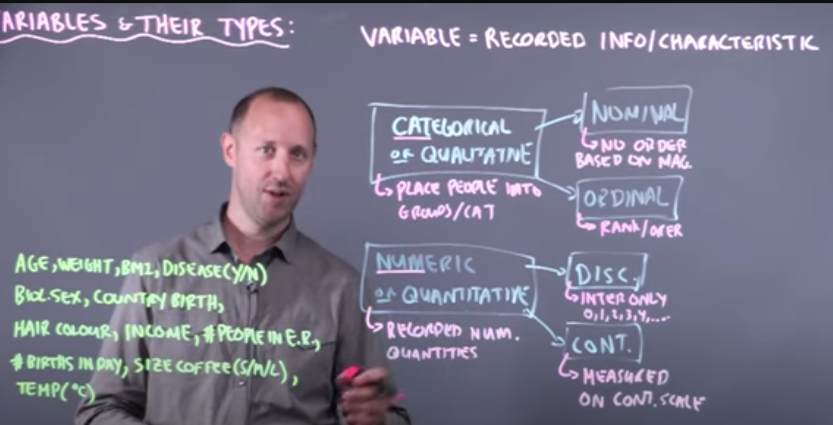 ARIABLES & THEIR TYPES:
VARIABLE = RECORDED INFO/CHARACTERISTIC
CATEGORICAL
OR QUALITATIVE
PLACE PEOPLE INTO
GROUPS/CAT
NOMINAL
NO ORDER
BASED ON MAG.
ORDINAL
RANK/ORDER
NUMERIC
OR QUANTITATIVE
RECORDED NUM.
QUANTITIES
DISC.
INTER ONLY
0,1,2,3,4,....
CONT.
MEASURED
ON CONT. SCALE
AGE, WEIGHT, BMI, DISEASE(Y/N)
BIOL.SEX, COUNTRY BIRTH,
HAIR COLOUR, INCOME, #PEOPLE IN E.R.,
#BIRTHS IN DAY, SIZE COFFEE(S/M/L),
TEMP(°C)